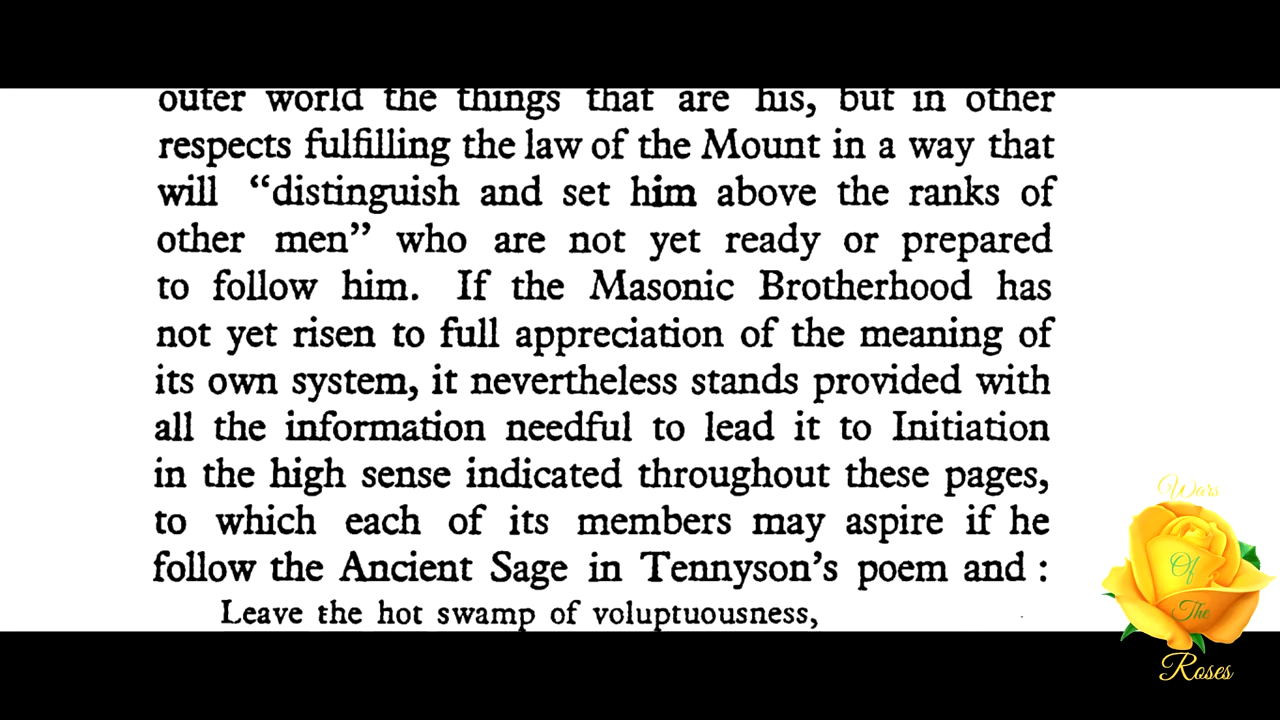 outer world the things that are his, but in other
respects fulfilling the law of the Mount in a way that
will “distinguish and set him above the ranks of
other men” who are not yet ready or prepared
to follow him. If the Masonic Brotherhood has
not yet risen to full appreciation of the meaning of
its own system, it nevertheless stands provided with
all the information needful to lead it to Initiation
in the high sense indicated throughout these pages,
to which each of its members may aspire if he
follow the Ancient Sage in Tennyson’s poem and :
Leave the hot swamp of voluptuousness,
Wars
Of
The
Roses